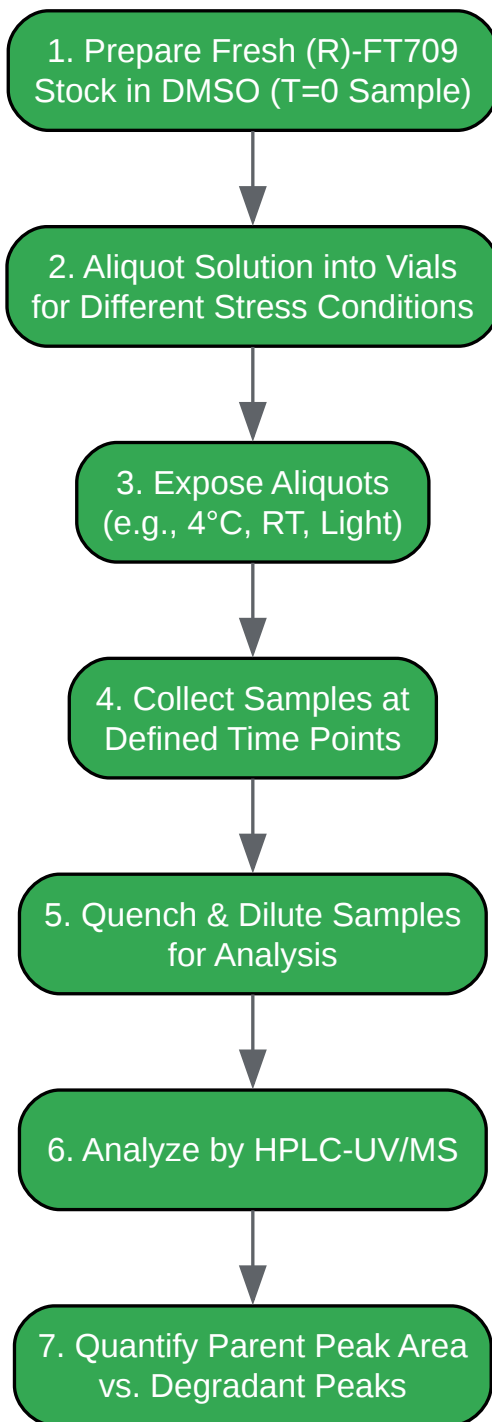 1. Prepare Fresh (R)-FT709
Stock in DMSO (T=0 Sample)
2. Aliquot Solution into Vials
for Different Stress Conditions
3. Expose Aliquots
(e.g., 4°C, RT, Light)
4. Collect Samples at
Defined Time Points
5. Quench & Dilute Samples
for Analysis
6. Analyze by HPLC-UV/MS
7. Quantify Parent Peak Area
vs. Degradant Peaks